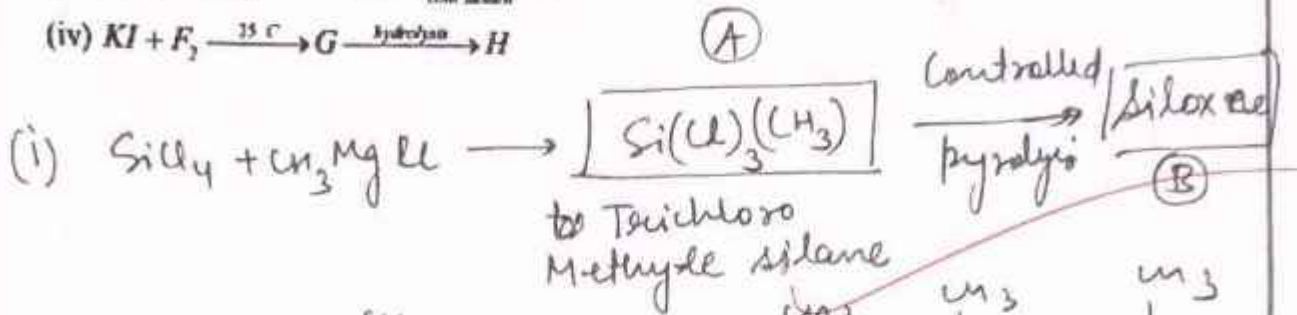 (iv) KI + F₂ —25 C→ G —hydrolysis→ H
(A)
(i) SiCl₄ + CH₃MgCl ⟶ Si(Cl)₃(CH₃) Controlled pyrolysis ⟶ Siloxane
(B)
Trichloro
Methyle silane
CH₃ CH₃